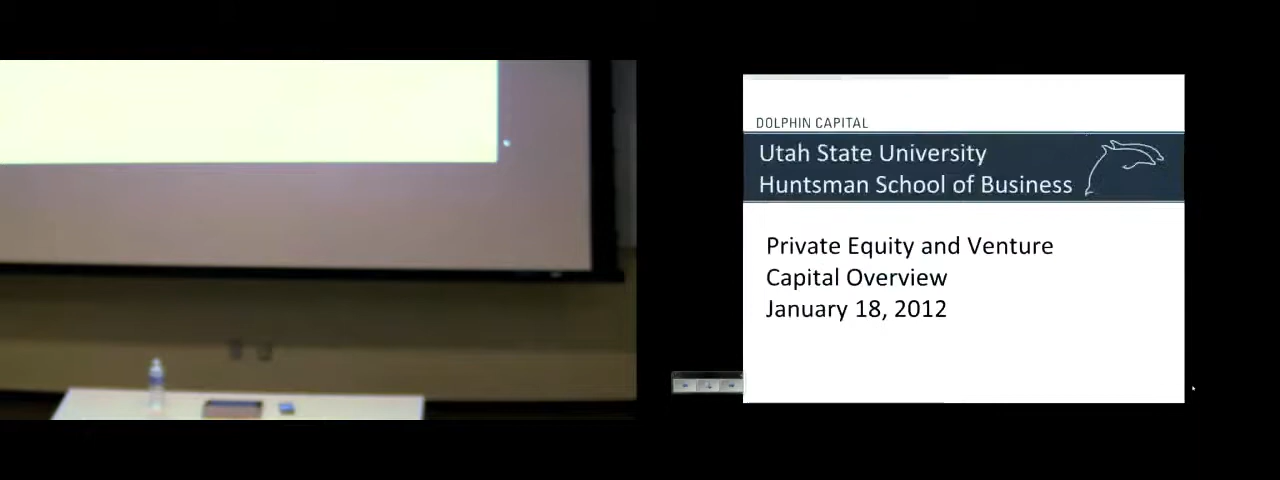 DOLPHIN CAPITAL
Utah State University
Huntsman School of Business
Private Equity and Venture
Capital Overview
January 18, 2012